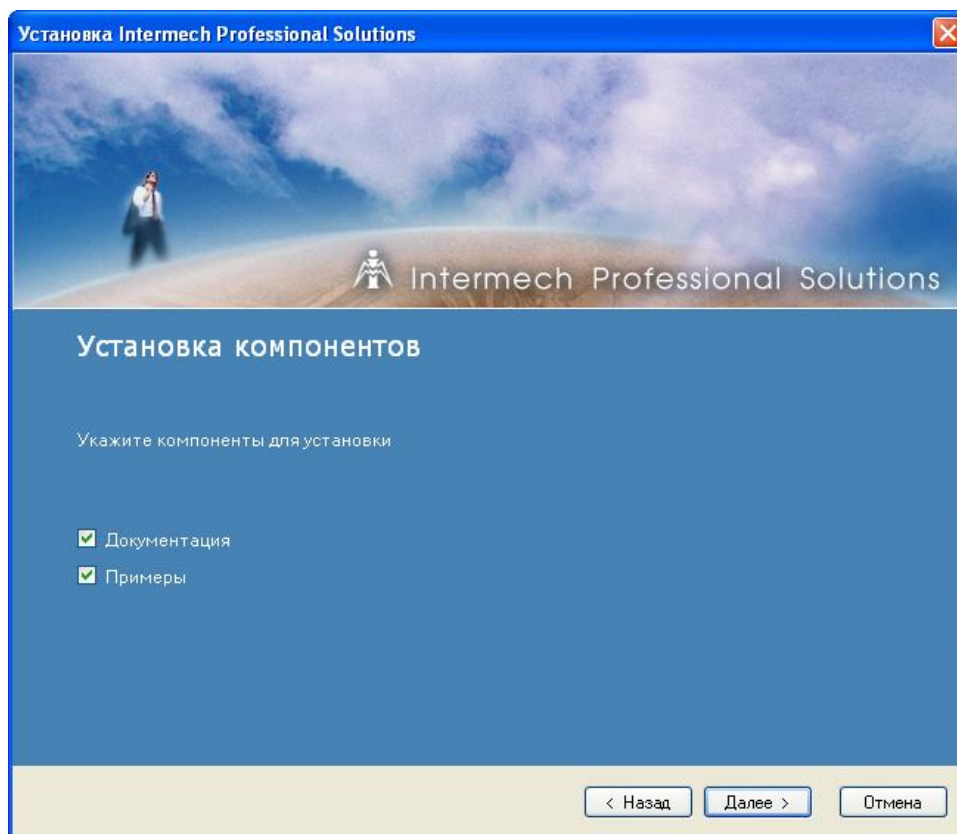 Установка Intermech Professional Solutions
Intermech Professional Solutions
Установка компонентов
Укажите компоненты для установки
Документация
Примеры
< Назад Далее > Отмена